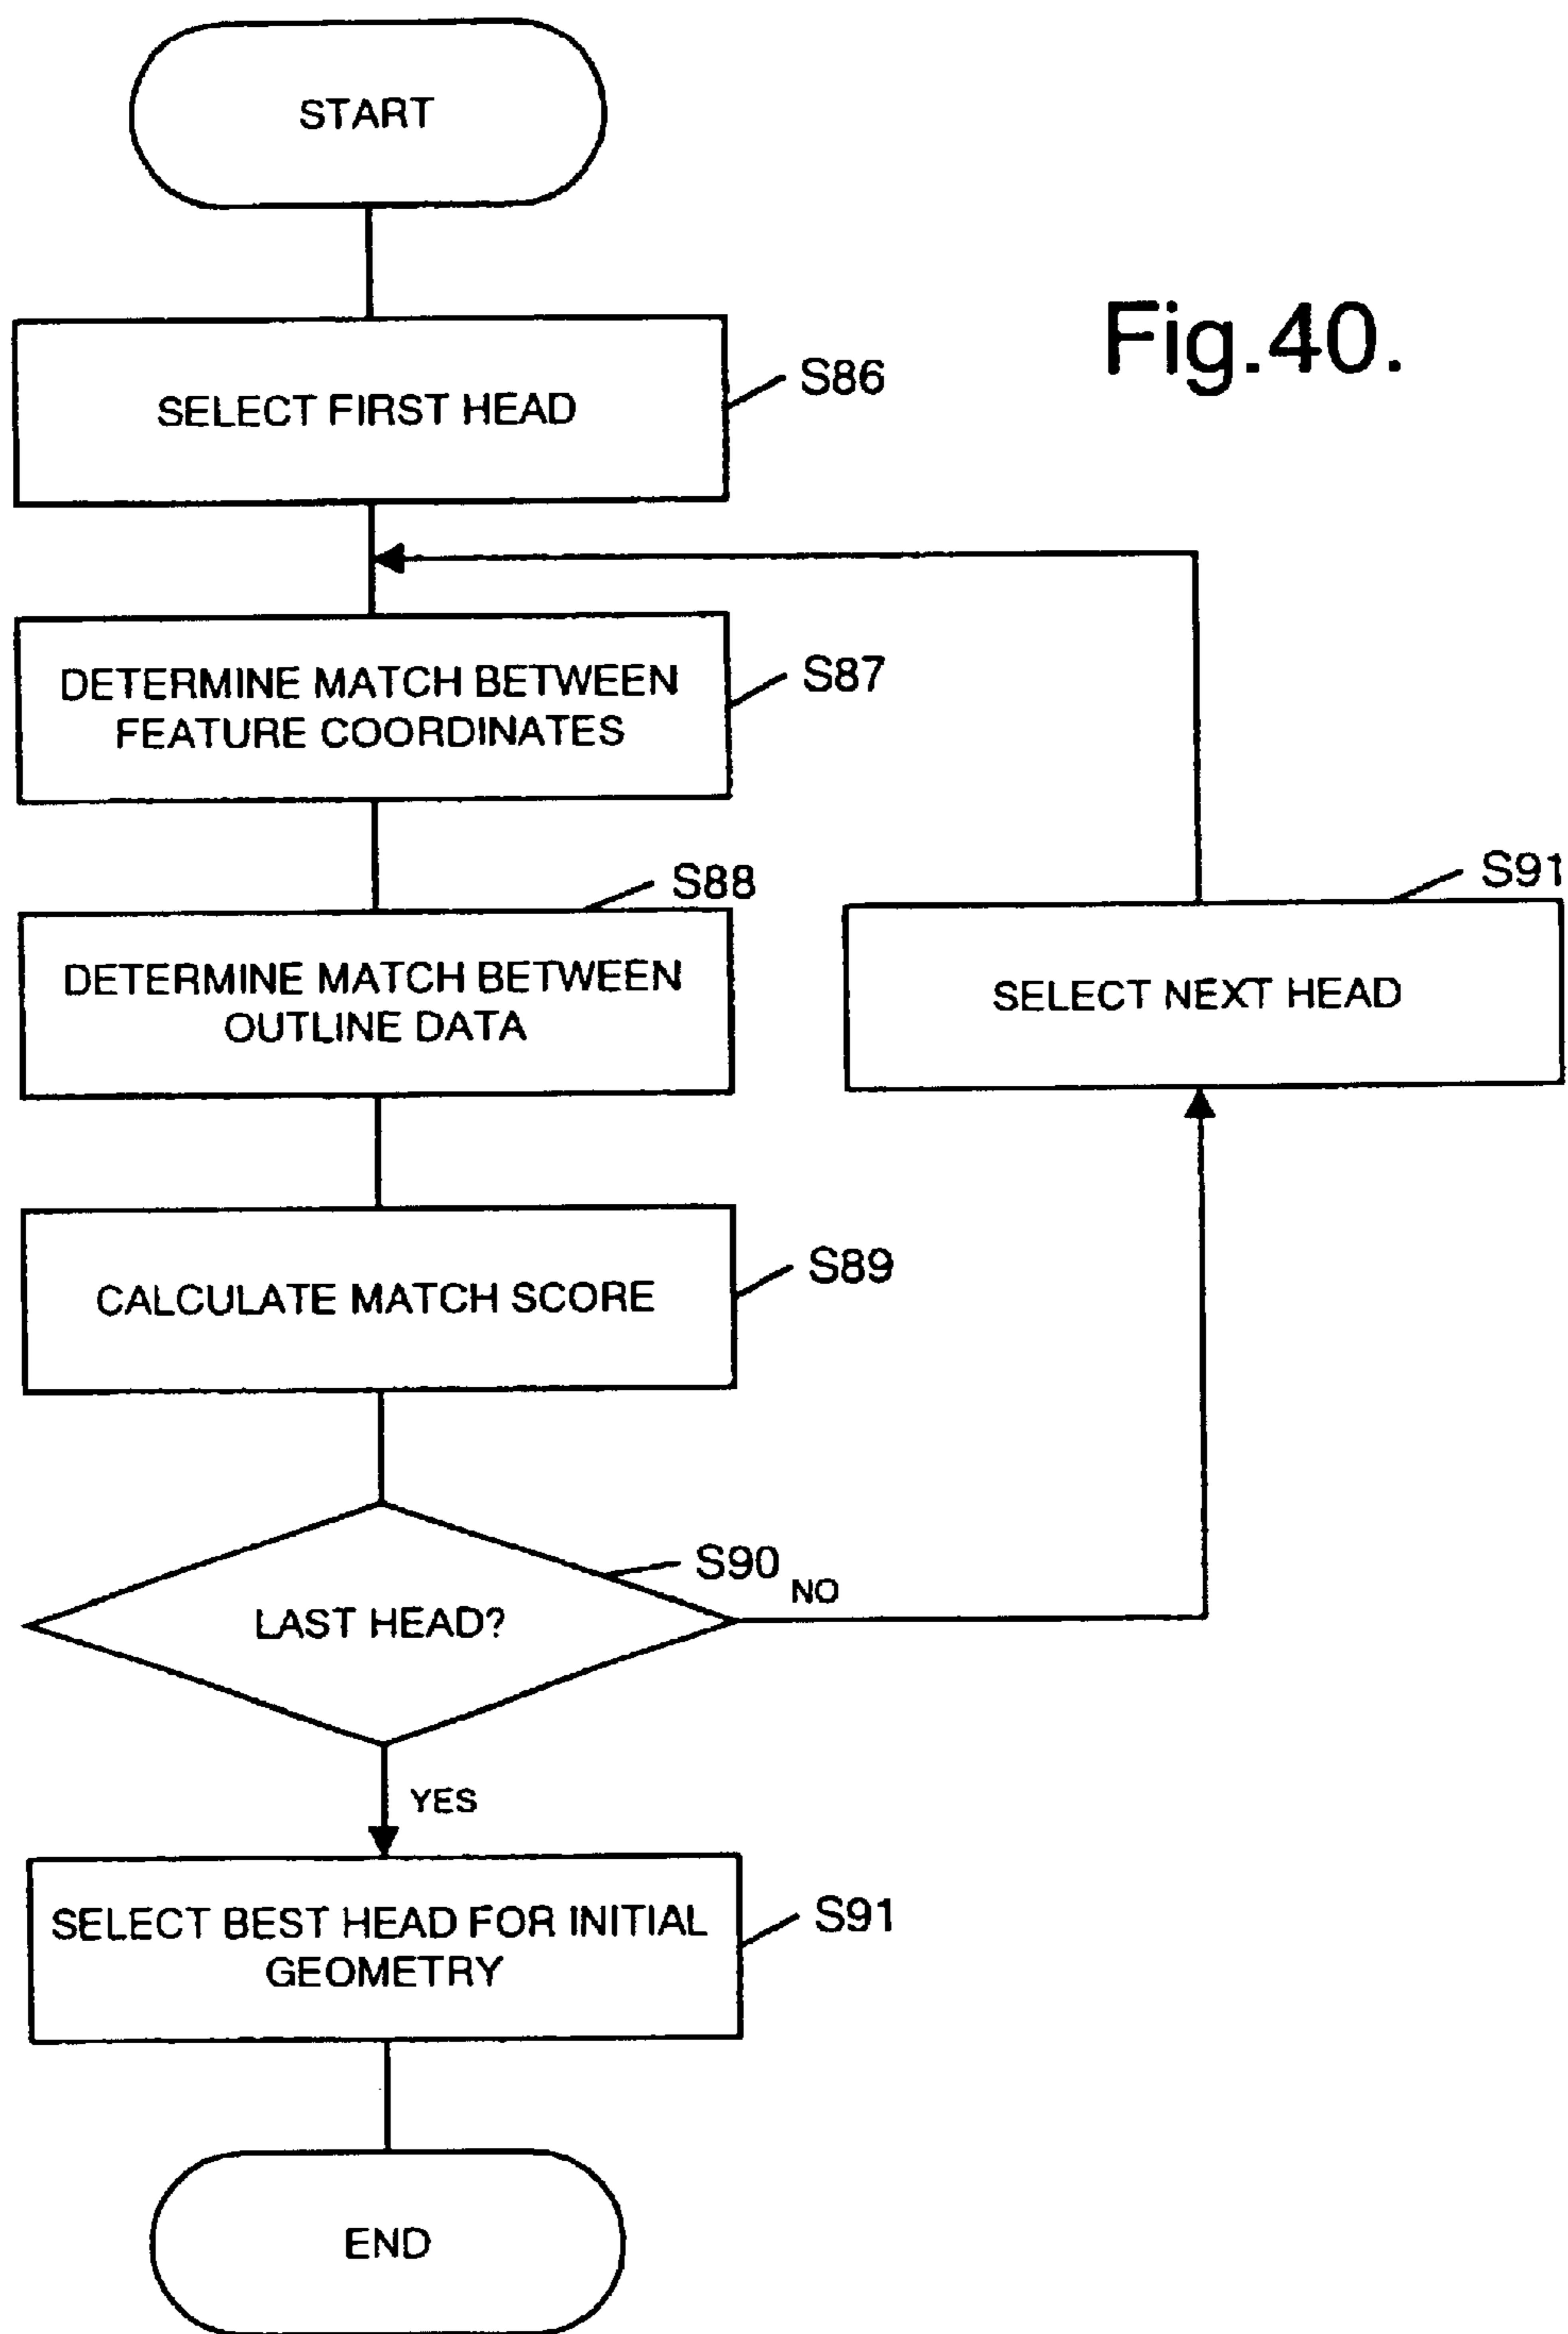 START
Fig.40.
SELECT FIRST HEAD
S86
DETERMINE MATCH BETWEEN
FEATURE COORDINATES
S87
S88
DETERMINE MATCH BETWEEN
OUTLINE DATA
S91
SELECT NEXT HEAD
CALCULATE MATCH SCORE
S89
LAST HEAD?
S90
NO
YES
SELECT BEST HEAD FOR INITIAL
GEOMETRY
S91
END